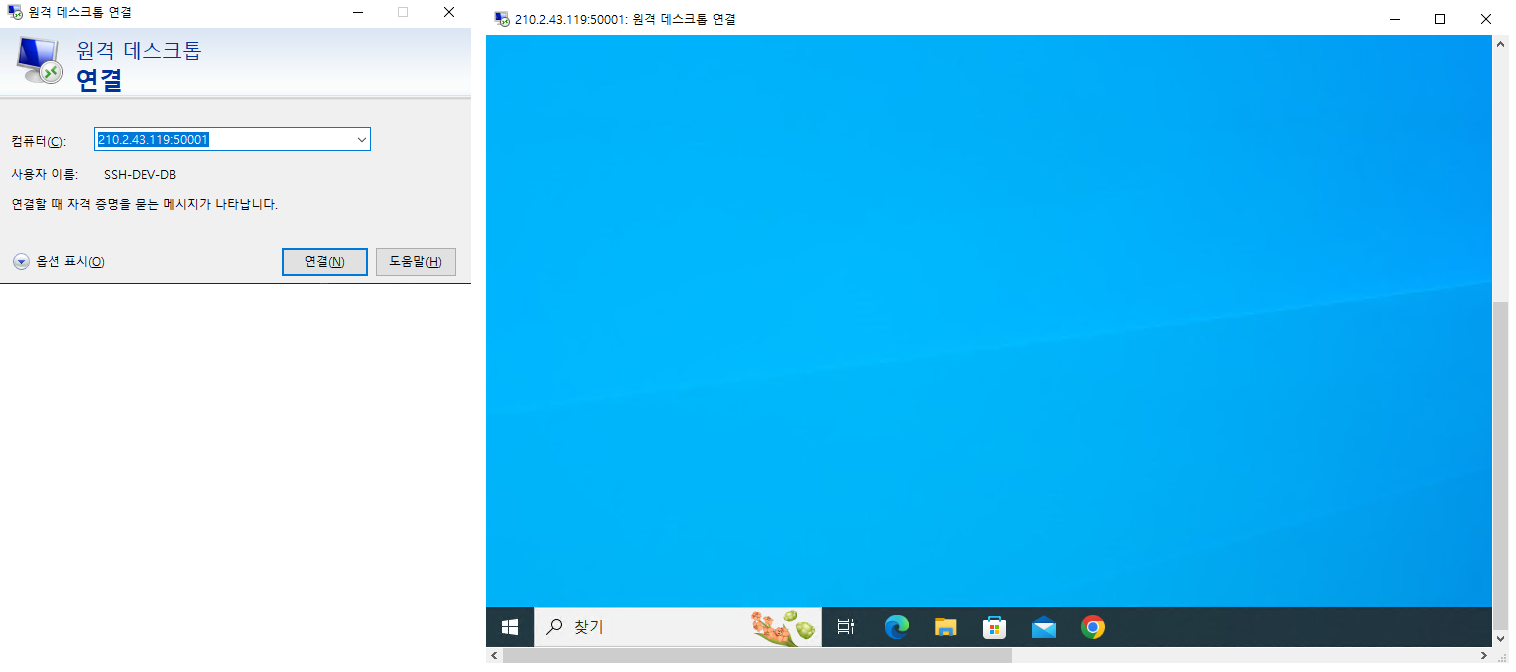 원격 데스크톱 연결
원격 데스크톱
연결
컴퓨터(C):
210.2.43.119:50001
사용자 이름:
SSH-DEV-DB
연결할 때 자격 증명을 묻는 메시지가 나타납니다.
옵션 표시(O)
연결(N)
도움말(H)
210.2.43.119:50001: 원격 데스크톱 연결
찾기